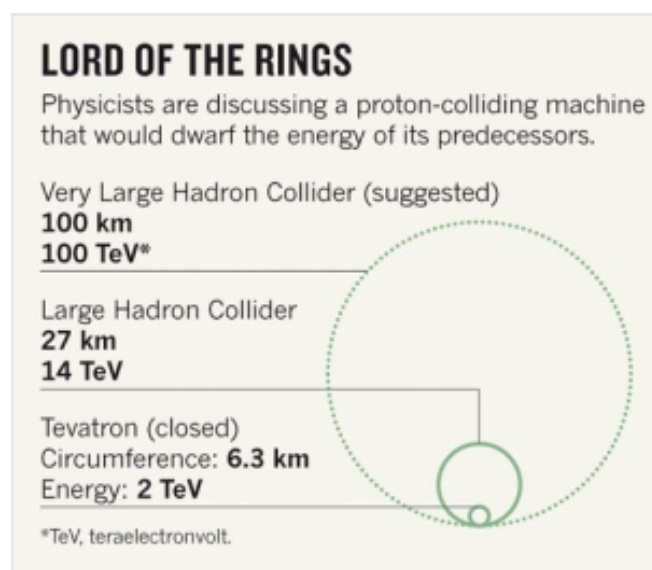 LORD OF THE RINGS
Physicists are discussing a proton-colliding machine
that would dwarf the energy of its predecessors.
Very Large Hadron Collider (suggested)
100 km
100 TeV*
Large Hadron Collider
27 km
14 TeV
Tevatron (closed)
Circumference: 6.3 km
Energy: 2 TeV
*TeV, teraelectronvolt.